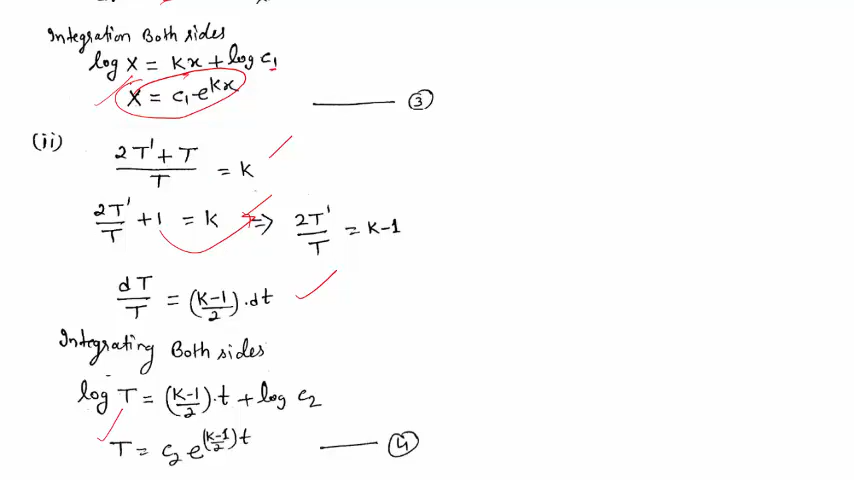 Integration Both sides
log X = Kx + log c₁
X = c₁ e^{Kx} ③
(ii)
(2T' + T)/T = K
2T'/T + 1 = K ⇒ 2T'/T = K-1
dT/T = (K-1/2).dt
Integrating Both sides
log T = (K-1/2).t + log c₂
T = c₂ e^{(K-1/2)t} ④